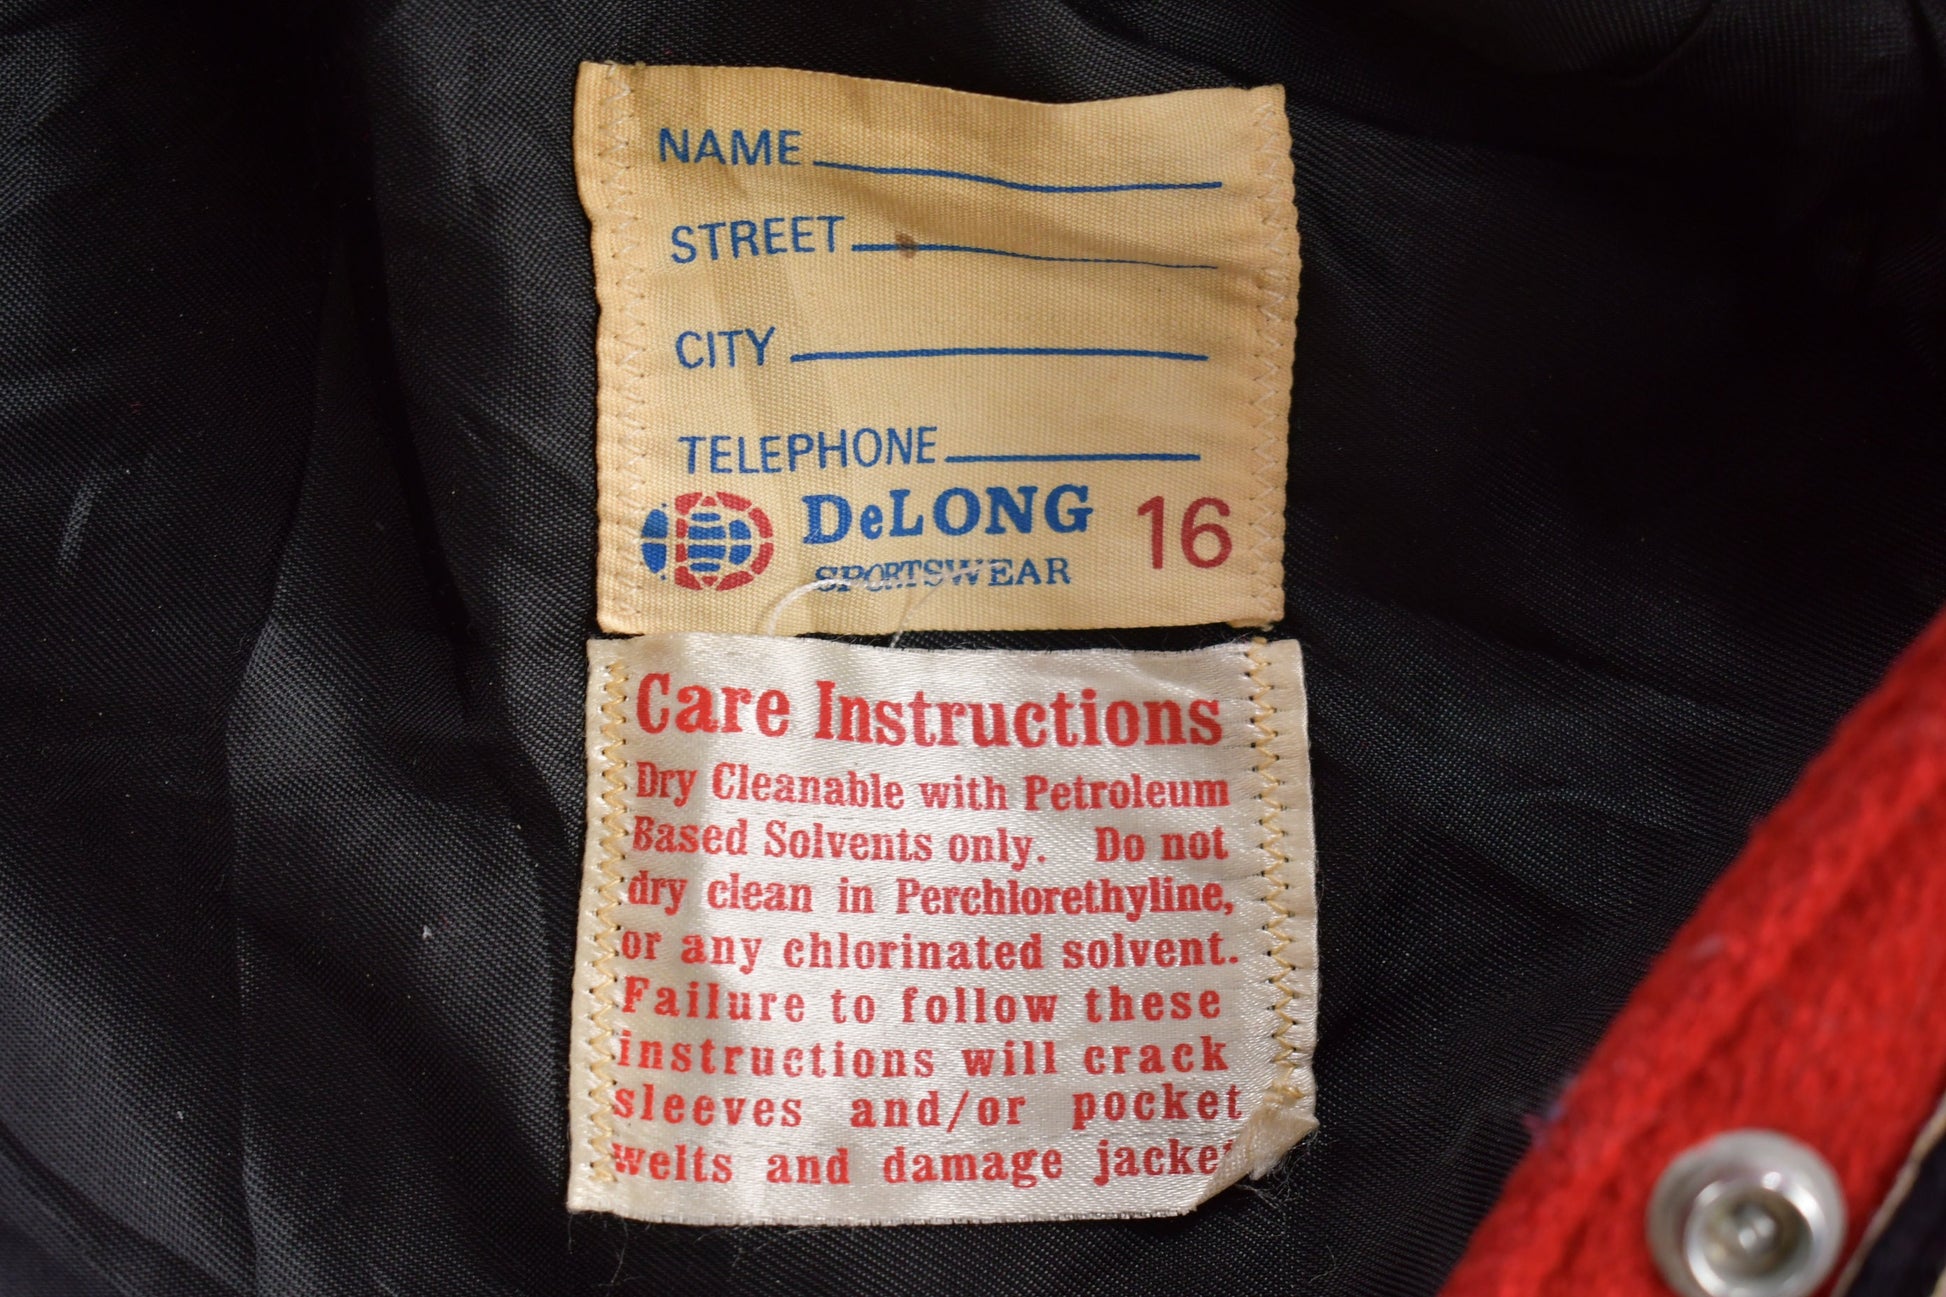 NAME
STREET
CITY
TELEPHONE
DeLONG 16
SPORTSWEAR
Care Instructions
Dry Cleanable with Petroleum
Based Solvents only. Do not
dry clean in Perchlorethyline,
or any chlorinated solvent.
Failure to follow these
instructions will crack
sleeves and/or pocket
welts and damage jacket